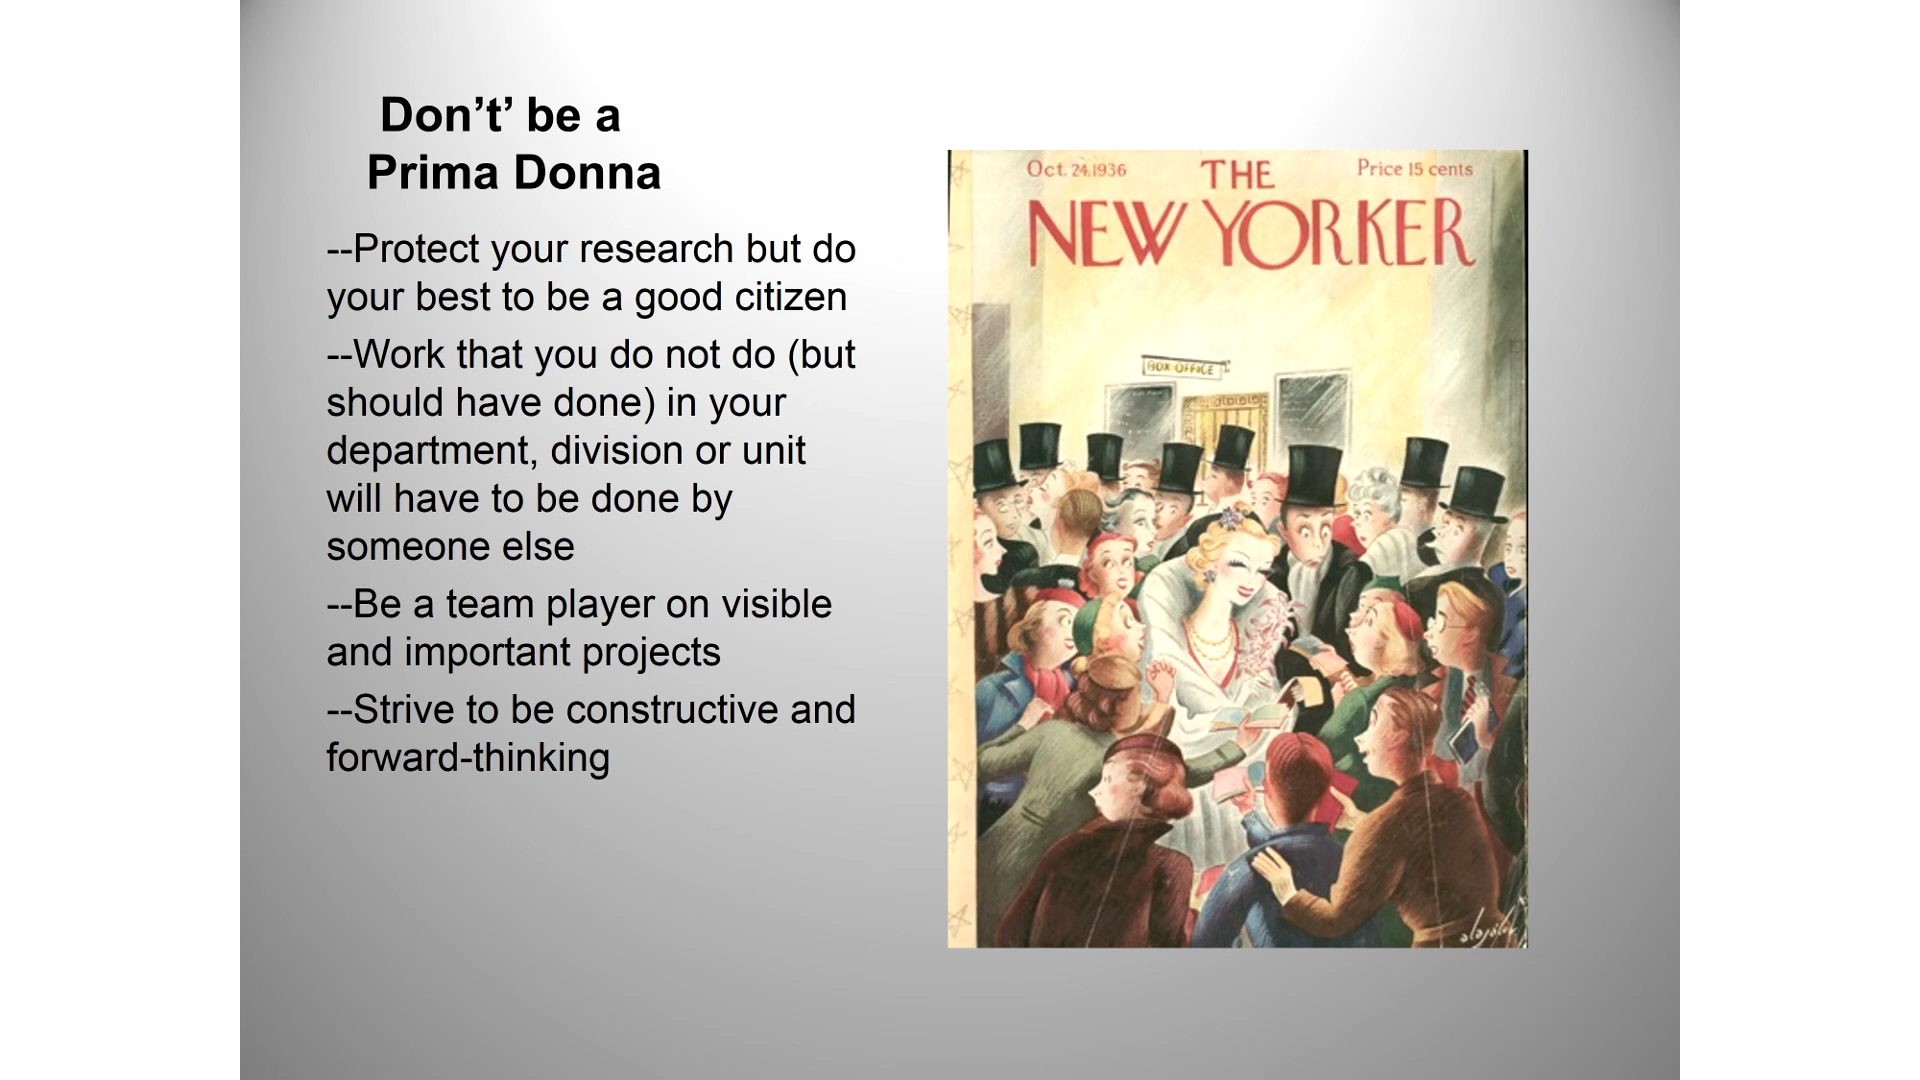 Don’t’ be a
Prima Donna
--Protect your research but do
your best to be a good citizen
--Work that you do not do (but
should have done) in your
department, division or unit
will have to be done by
someone else
--Be a team player on visible
and important projects
--Strive to be constructive and
forward-thinking
Oct. 24.1936 THE Price 15 cents
NEW YORKER
BOX OFFICE